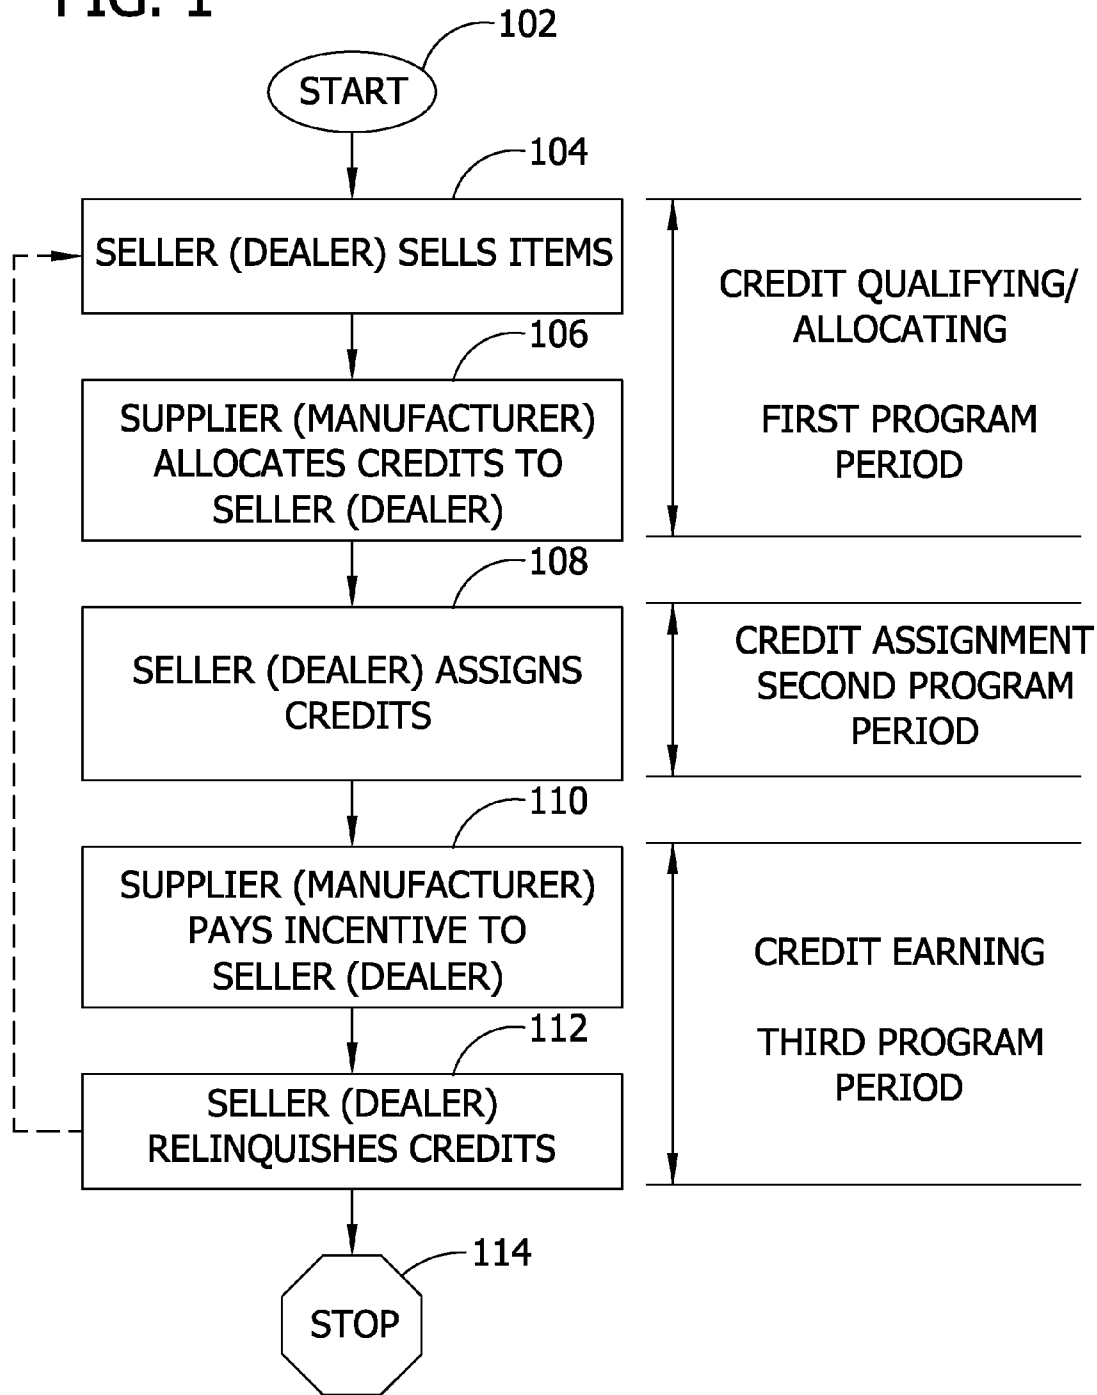 FIG. 1
102
START
104
SELLER (DEALER) SELLS ITEMS
CREDIT QUALIFYING/
ALLOCATING
FIRST PROGRAM
PERIOD
106
SUPPLIER (MANUFACTURER)
ALLOCATES CREDITS TO
SELLER (DEALER)
108
SELLER (DEALER) ASSIGNS
CREDITS
CREDIT ASSIGNMENT
SECOND PROGRAM
PERIOD
110
SUPPLIER (MANUFACTURER)
PAYS INCENTIVE TO
SELLER (DEALER)
CREDIT EARNING
THIRD PROGRAM
PERIOD
112
SELLER (DEALER)
RELINQUISHES CREDITS
114
STOP